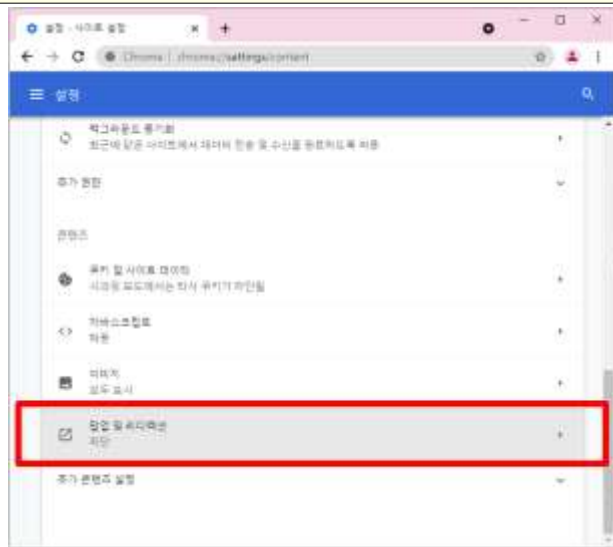 설정 - 사이트 설정
Chrome | chrome://settings/content
설정
백그라운드 동기화
최근에 닫은 사이트에서 데이터 전송 및 수신을 완료하도록 허용
추가 권한
콘텐츠
쿠키 및 사이트 데이터
시크릿 모드에서는 타사 쿠키가 차단됨
자바스크립트
허용
이미지
모두 표시
팝업 및 리디렉션
차단
추가 콘텐츠 설정